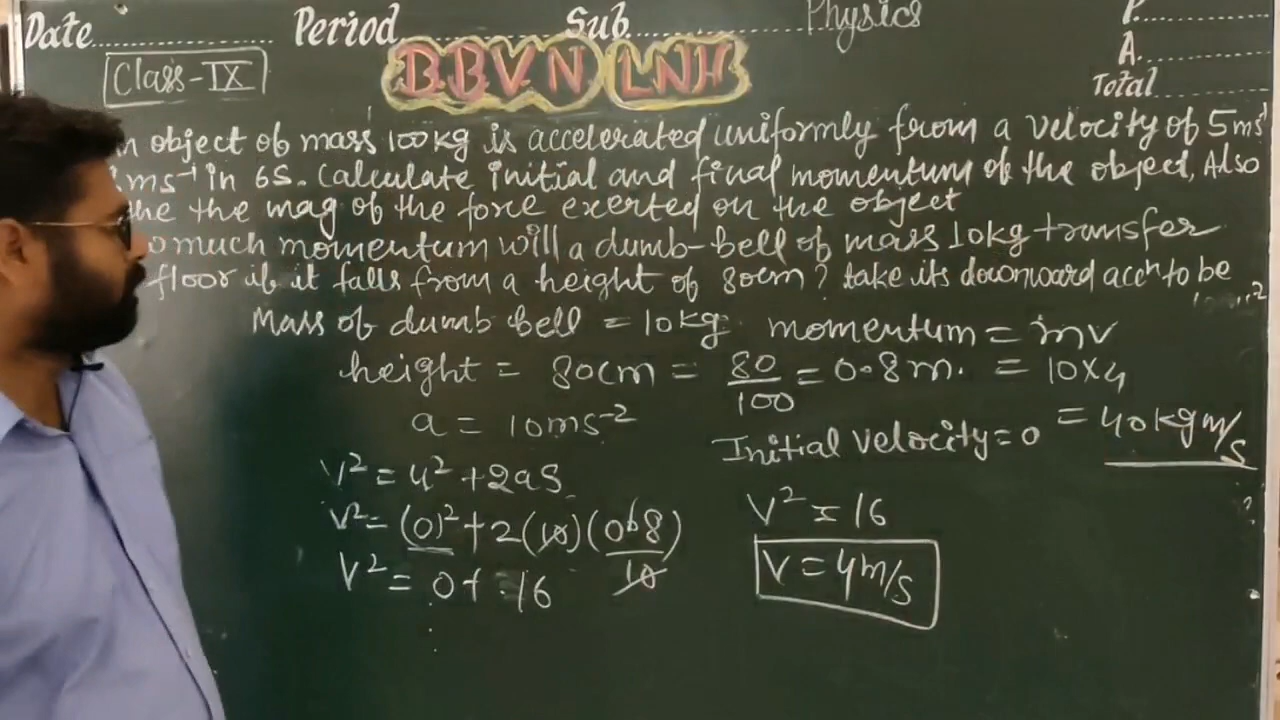 Date Period Sub. Physics P.
A.
Total
Class-IX
BBVN LNH
n object of mass 100kg is accelerated uniformly from a velocity of 5ms⁻¹
ms⁻¹ in 6S. Calculate initial and final momentum of the object, Also
the mag of the force exerted on the object
much momentum will a dumb-bell of mass 10kg transfer
floor if it falls from a height of 80cm? take its downward accn to be
Mass of dumb bell = 10kg momentum = mv
height = 80cm = 80/100 = 0.8m. = 10×4
a = 10ms⁻² = 40kgm/s
Initial velocity = 0
V² = u² + 2as
V² = (0)² + 2(10)(08/10)
V² = 0+ 16
V² = 16
V = 4m/s